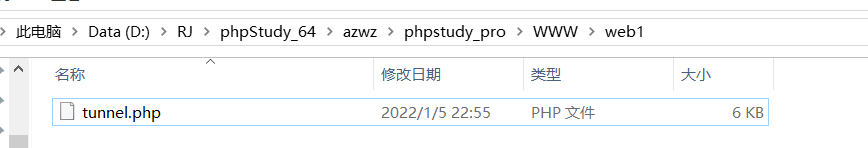 此电脑 > Data (D:) > RJ > phpStudy_64 > azwz > phpstudy_pro > WWW > web1
名称 修改日期 类型 大小
tunnel.php 2022/1/5 22:55 PHP 文件 6 KB